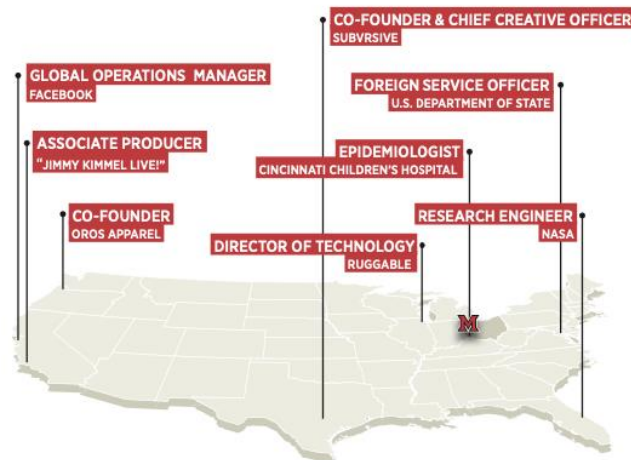 CO-FOUNDER & CHIEF CREATIVE OFFICER
SUBVRSIVE
GLOBAL OPERATIONS MANAGER
FACEBOOK
FOREIGN SERVICE OFFICER
U.S. DEPARTMENT OF STATE
ASSOCIATE PRODUCER
"JIMMY KIMMEL LIVE!"
EPIDEMIOLOGIST
CINCINNATI CHILDREN'S HOSPITAL
CO-FOUNDER
OROS APPAREL
RESEARCH ENGINEER
NASA
DIRECTOR OF TECHNOLOGY
RUGGABLE
M